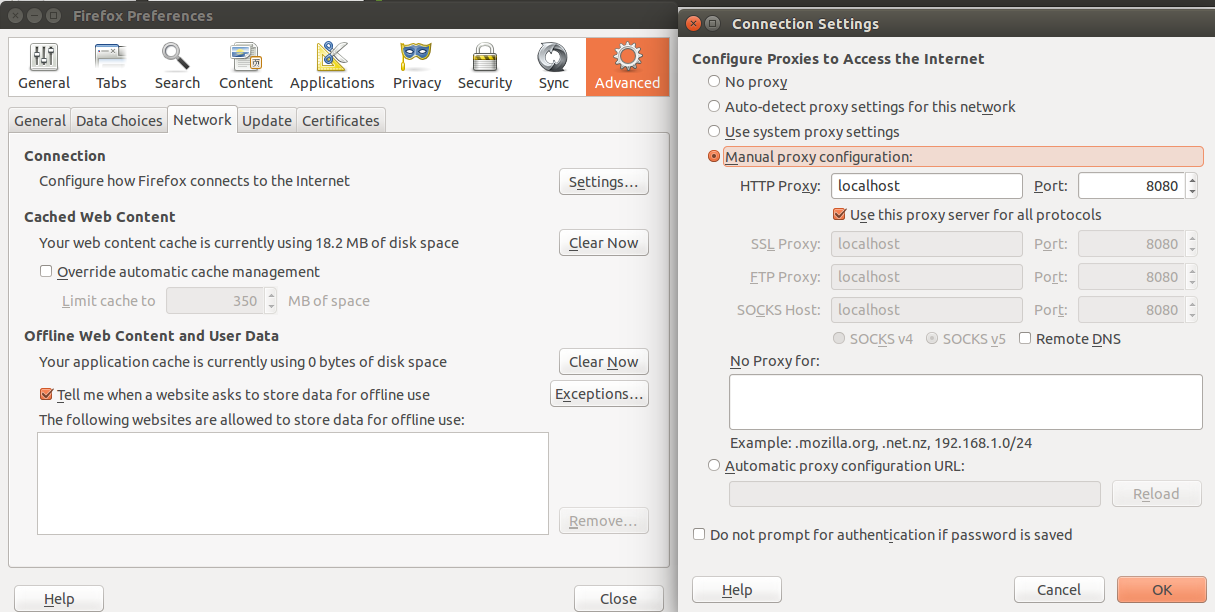 Firefox Preferences
General Tabs Search Content Applications Privacy Security Sync Advanced
General Data Choices Network Update Certificates
Connection
Configure how Firefox connects to the Internet Settings...
Cached Web Content
Your web content cache is currently using 18.2 MB of disk space Clear Now
Override automatic cache management
Limit cache to 350 MB of space
Offline Web Content and User Data
Your application cache is currently using 0 bytes of disk space Clear Now
Tell me when a website asks to store data for offline use Exceptions...
The following websites are allowed to store data for offline use:
Remove...
Help Close
Connection Settings
Configure Proxies to Access the Internet
No proxy
Auto-detect proxy settings for this network
Use system proxy settings
Manual proxy configuration:
HTTP Proxy: localhost Port: 8080
Use this proxy server for all protocols
SSL Proxy: localhost Port: 8080
FTP Proxy: localhost Port: 8080
SOCKS Host: localhost Port: 8080
SOCKS v4 SOCKS v5 Remote DNS
No Proxy for:
Example: .mozilla.org, .net.nz, 192.168.1.0/24
Automatic proxy configuration URL:
Reload
Do not prompt for authentication if password is saved
Help Cancel OK